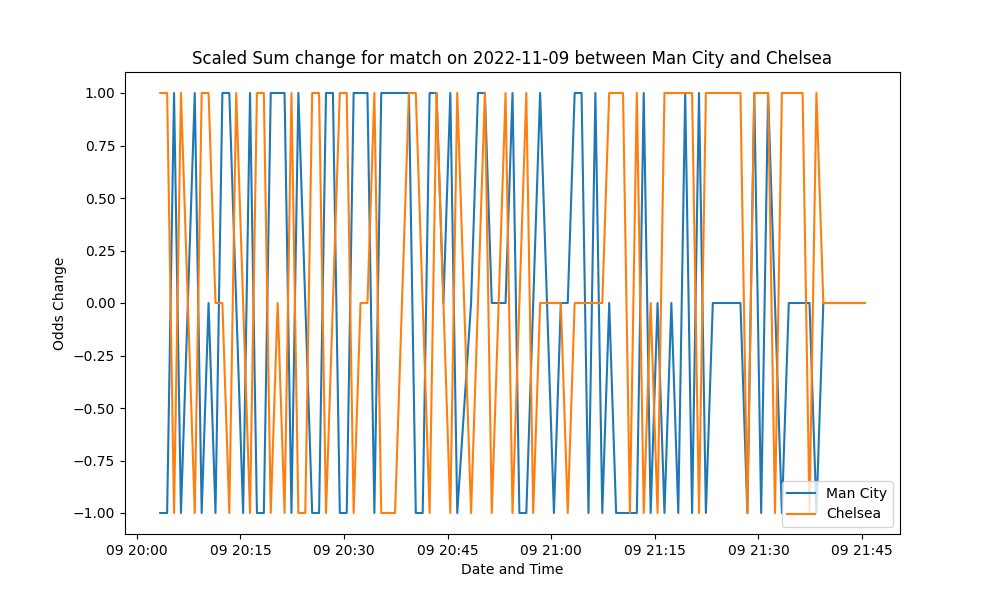 Scaled Sum change for match on 2022-11-09 between Man City and Chelsea
Odds Change
1.00
0.75
0.50
0.25
0.00
−0.25
−0.50
−0.75
−1.00
Man City
Chelsea
09 20:00 09 20:15 09 20:30 09 20:45 09 21:00 09 21:15 09 21:30 09 21:45
Date and Time